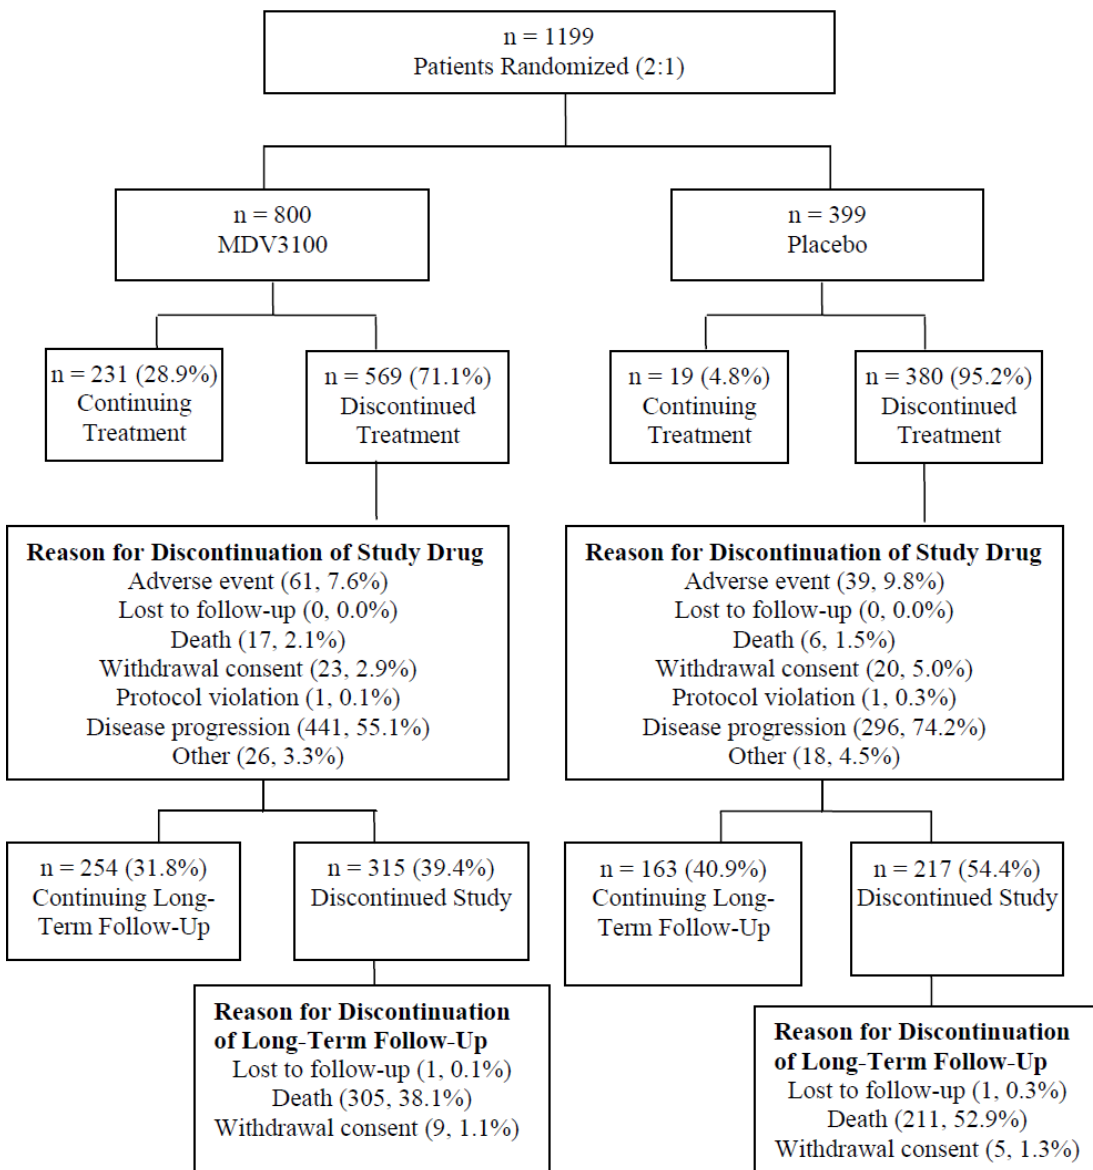 n = 1199
Patients Randomized (2:1)
n = 800
MDV3100
n = 399
Placebo
n = 231 (28.9%)
Continuing
Treatment
n = 569 (71.1%)
Discontinued
Treatment
n = 19 (4.8%)
Continuing
Treatment
n = 380 (95.2%)
Discontinued
Treatment
Reason for Discontinuation of Study Drug
Adverse event (61, 7.6%)
Lost to follow-up (0, 0.0%)
Death (17, 2.1%)
Withdrawal consent (23, 2.9%)
Protocol violation (1, 0.1%)
Disease progression (441, 55.1%)
Other (26, 3.3%)
Reason for Discontinuation of Study Drug
Adverse event (39, 9.8%)
Lost to follow-up (0, 0.0%)
Death (6, 1.5%)
Withdrawal consent (20, 5.0%)
Protocol violation (1, 0.3%)
Disease progression (296, 74.2%)
Other (18, 4.5%)
n = 254 (31.8%)
Continuing Long-
Term Follow-Up
n = 315 (39.4%)
Discontinued Study
n = 163 (40.9%)
Continuing Long-
Term Follow-Up
n = 217 (54.4%)
Discontinued Study
Reason for Discontinuation
of Long-Term Follow-Up
Lost to follow-up (1, 0.1%)
Death (305, 38.1%)
Withdrawal consent (9, 1.1%)
Reason for Discontinuation
of Long-Term Follow-Up
Lost to follow-up (1, 0.3%)
Death (211, 52.9%)
Withdrawal consent (5, 1.3%)